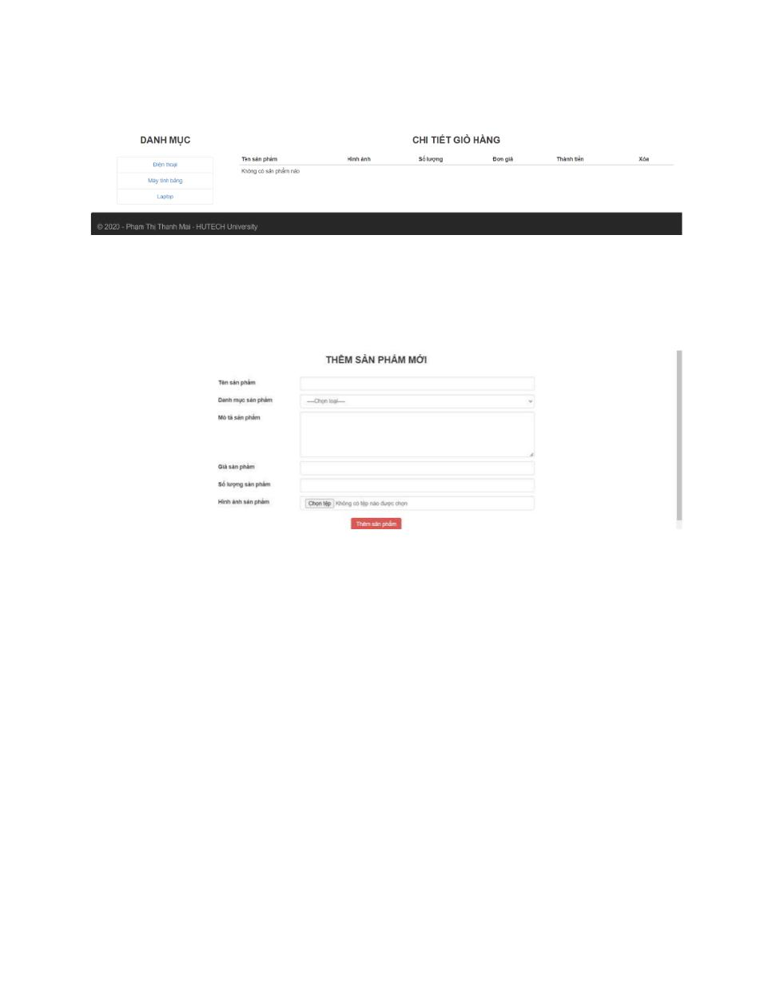 DANH MỤC
CHI TIẾT GIỎ HÀNG
Tên sản phẩm Hình ảnh Số lượng Đơn giá Thành tiền Xóa
Điện thoại
Không có sản phẩm nào
Máy tính bảng
Laptop
© 2020 - Phạm Thị Thanh Mai - HUTECH University
THÊM SẢN PHẨM MỚI
Tên sản phẩm
Danh mục sản phẩm ----Chọn loại----
Mô tả sản phẩm
Giá sản phẩm
Số lượng sản phẩm
Hình ảnh sản phẩm Chọn tệp Không có tệp nào được chọn
Thêm sản phẩm